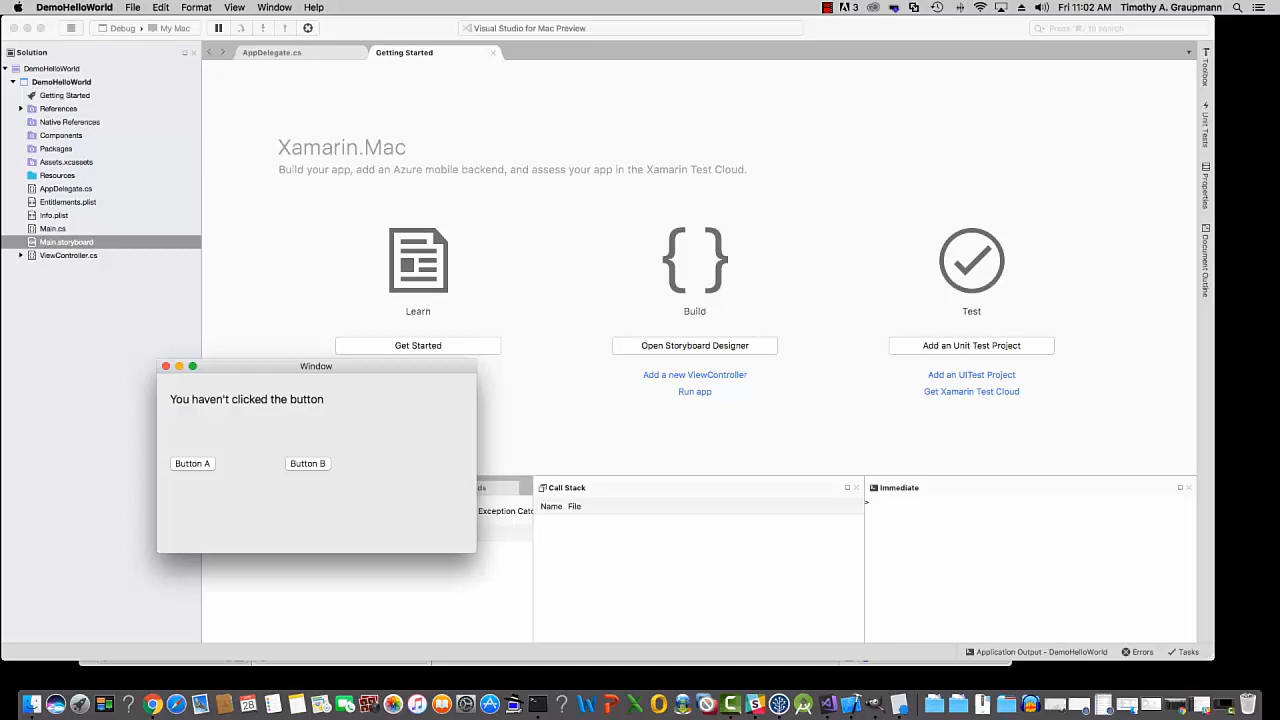 DemoHelloWorld File Edit Format View Window Help 3 Fri 11:02 AM Timothy A. Graupmann
Debug My Mac Visual Studio for Mac Preview Press '⌘.' to search
Solution
AppDelegate.cs Getting Started
DemoHelloWorld
DemoHelloWorld
Getting Started
References
Native References
Components
Packages
Assets.xcassets
Resources
AppDelegate.cs
Entitlements.plist
Info.plist
Main.cs
Main.storyboard
ViewController.cs
Xamarin.Mac
Build your app, add an Azure mobile backend, and assess your app in the Xamarin Test Cloud.
Learn
Get Started
Build
Open Storyboard Designer
Add a new ViewController
Run app
Test
Add an Unit Test Project
Add an UITest Project
Get Xamarin Test Cloud
Toolbox
Unit Tests
Properties
Document Outline
Window
You haven't clicked the button
Button A Button B
ds
Exception Catc
Call Stack
Name File
Immediate
>
Application Output - DemoHelloWorld Errors Tasks
28